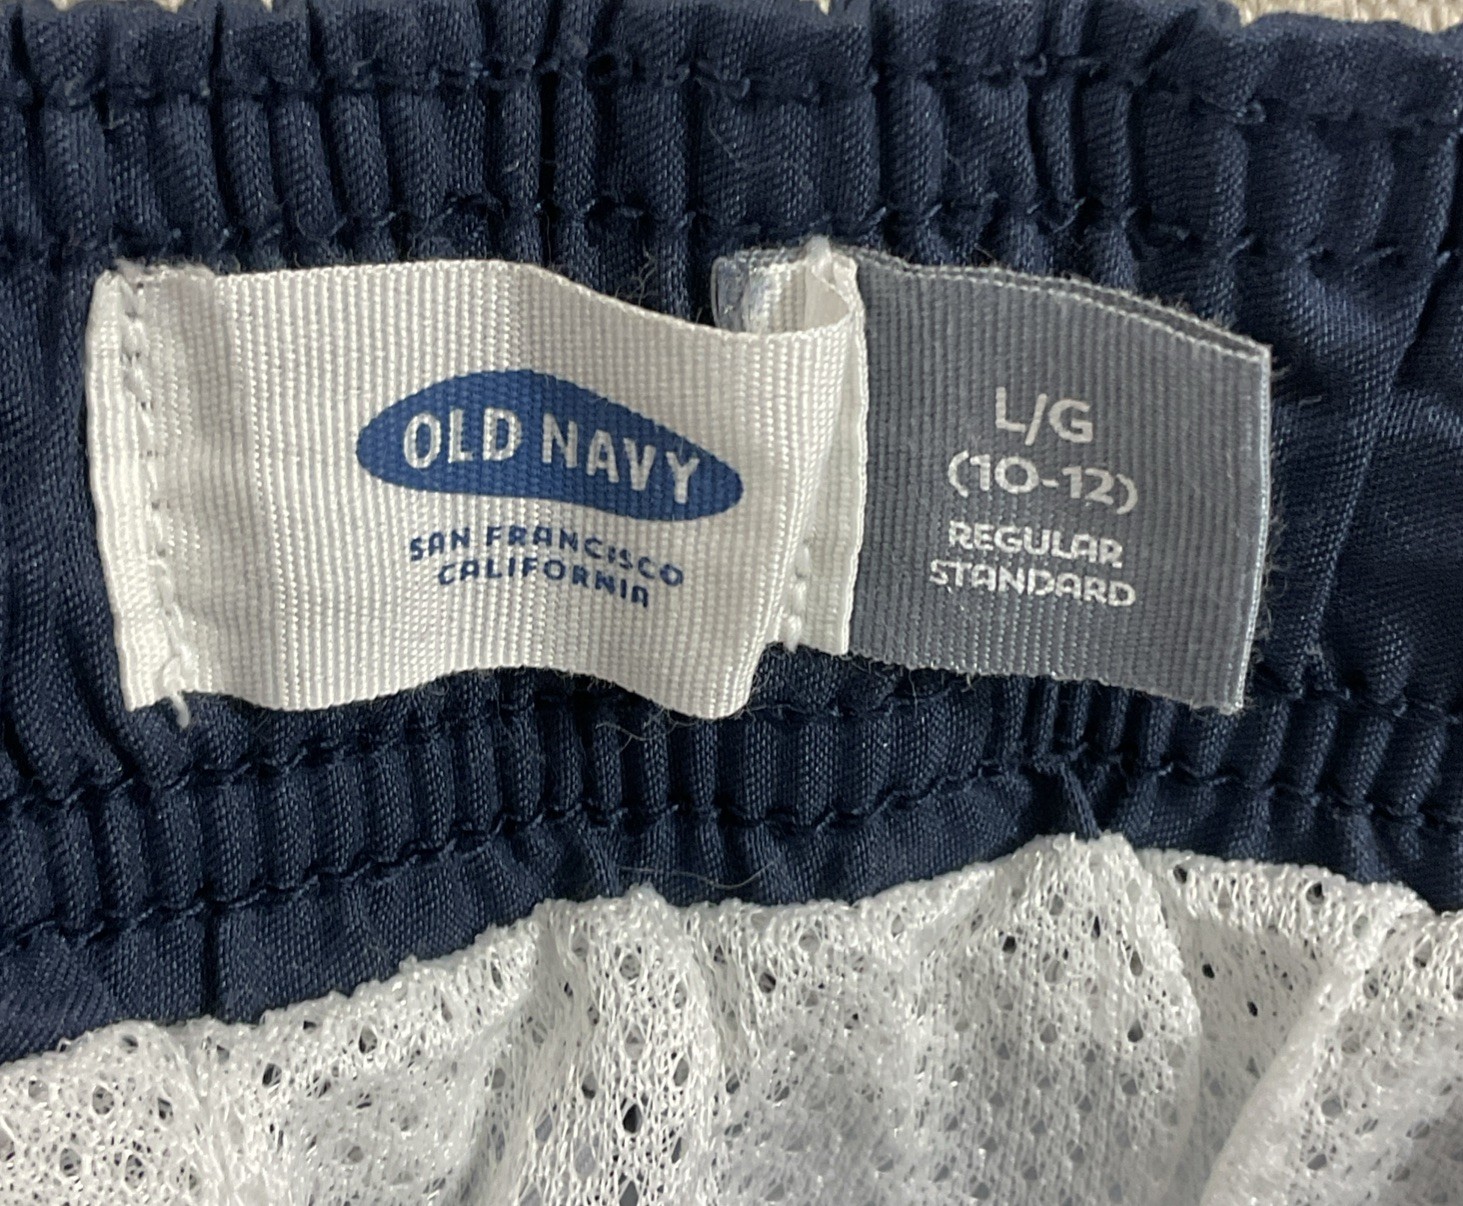 OLD NAVY
SAN FRANCISCO
CALIFORNIA
L/G
(10-12)
REGULAR
STANDARD